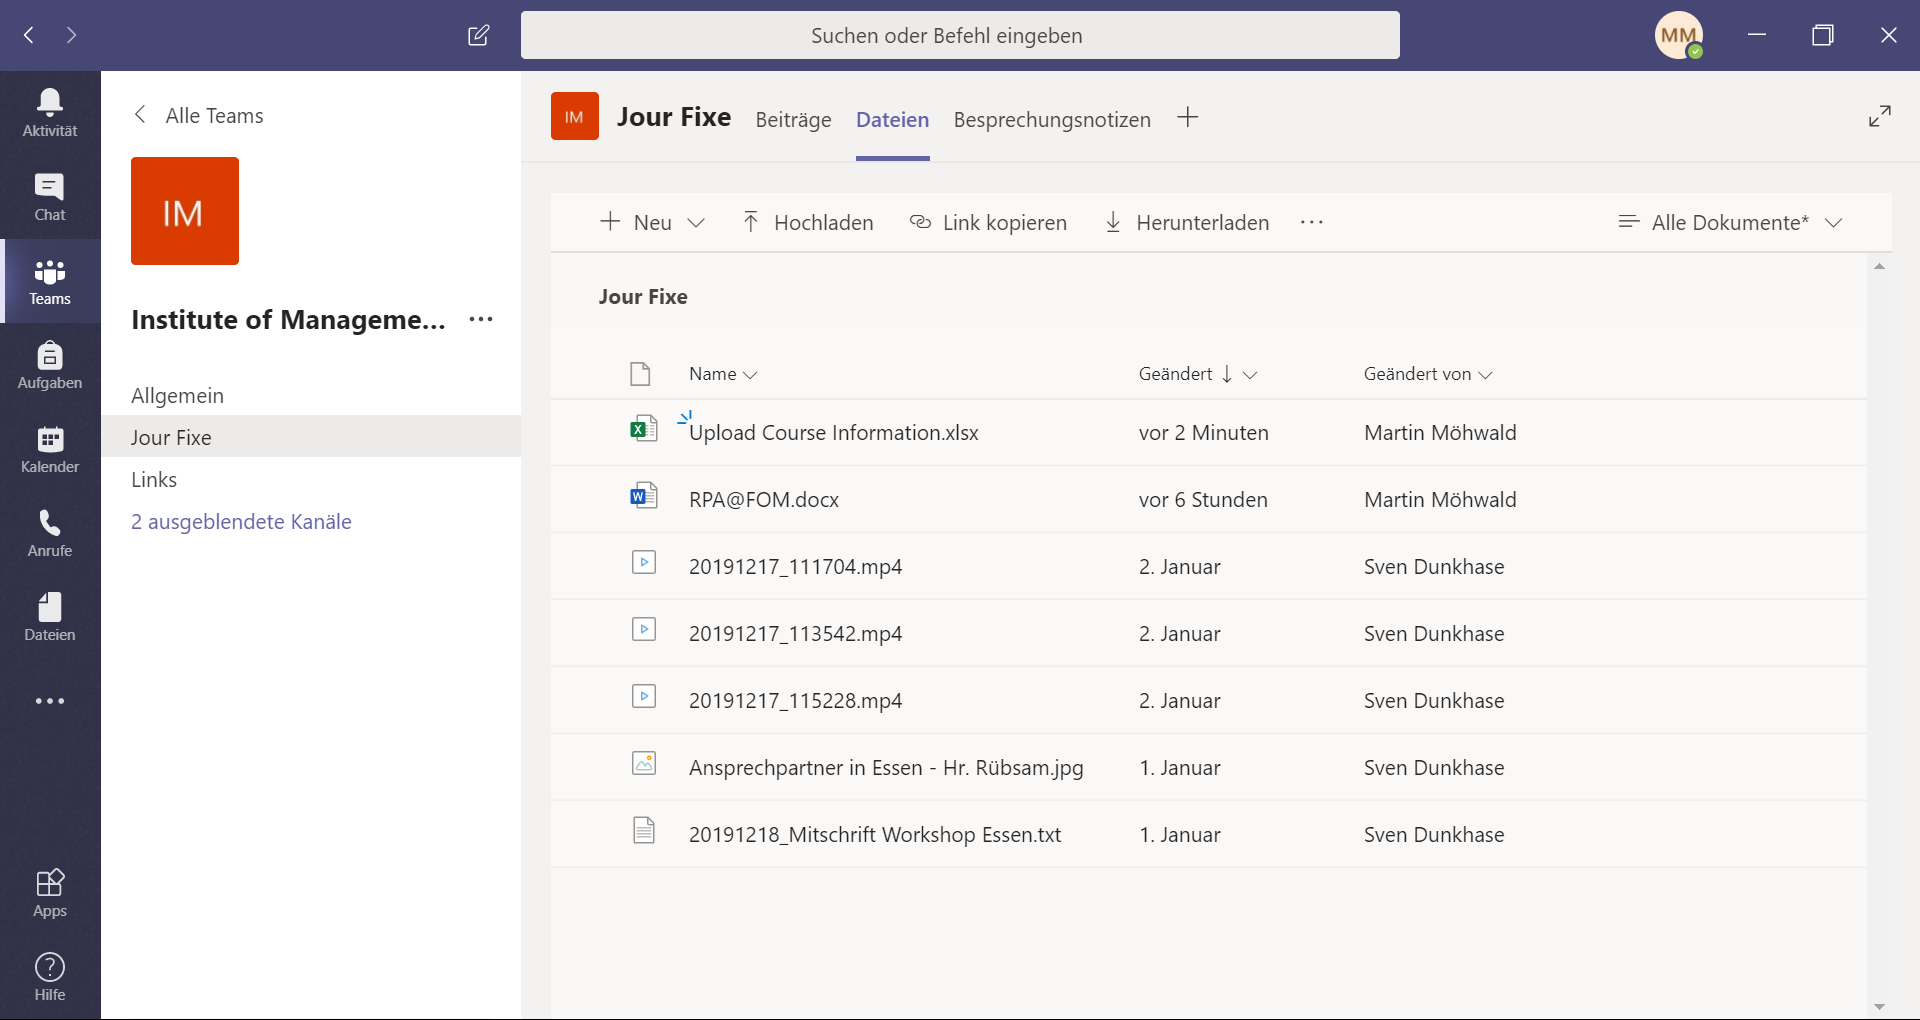 Suchen oder Befehl eingeben
MM
Aktivität
Chat
Teams
Aufgaben
Kalender
Anrufe
Dateien
Apps
Hilfe
Alle Teams
IM
Institute of Manageme...
Allgemein
Jour Fixe
Links
2 ausgeblendete Kanäle
IM Jour Fixe Beiträge Dateien Besprechungsnotizen
Neu Hochladen Link kopieren Herunterladen Alle Dokumente*
Jour Fixe
Name Geändert Geändert von
Upload Course Information.xlsx vor 2 Minuten Martin Möhwald
RPA@FOM.docx vor 6 Stunden Martin Möhwald
20191217_111704.mp4 2. Januar Sven Dunkhase
20191217_113542.mp4 2. Januar Sven Dunkhase
20191217_115228.mp4 2. Januar Sven Dunkhase
Ansprechpartner in Essen - Hr. Rübsam.jpg 1. Januar Sven Dunkhase
20191218_Mitschrift Workshop Essen.txt 1. Januar Sven Dunkhase